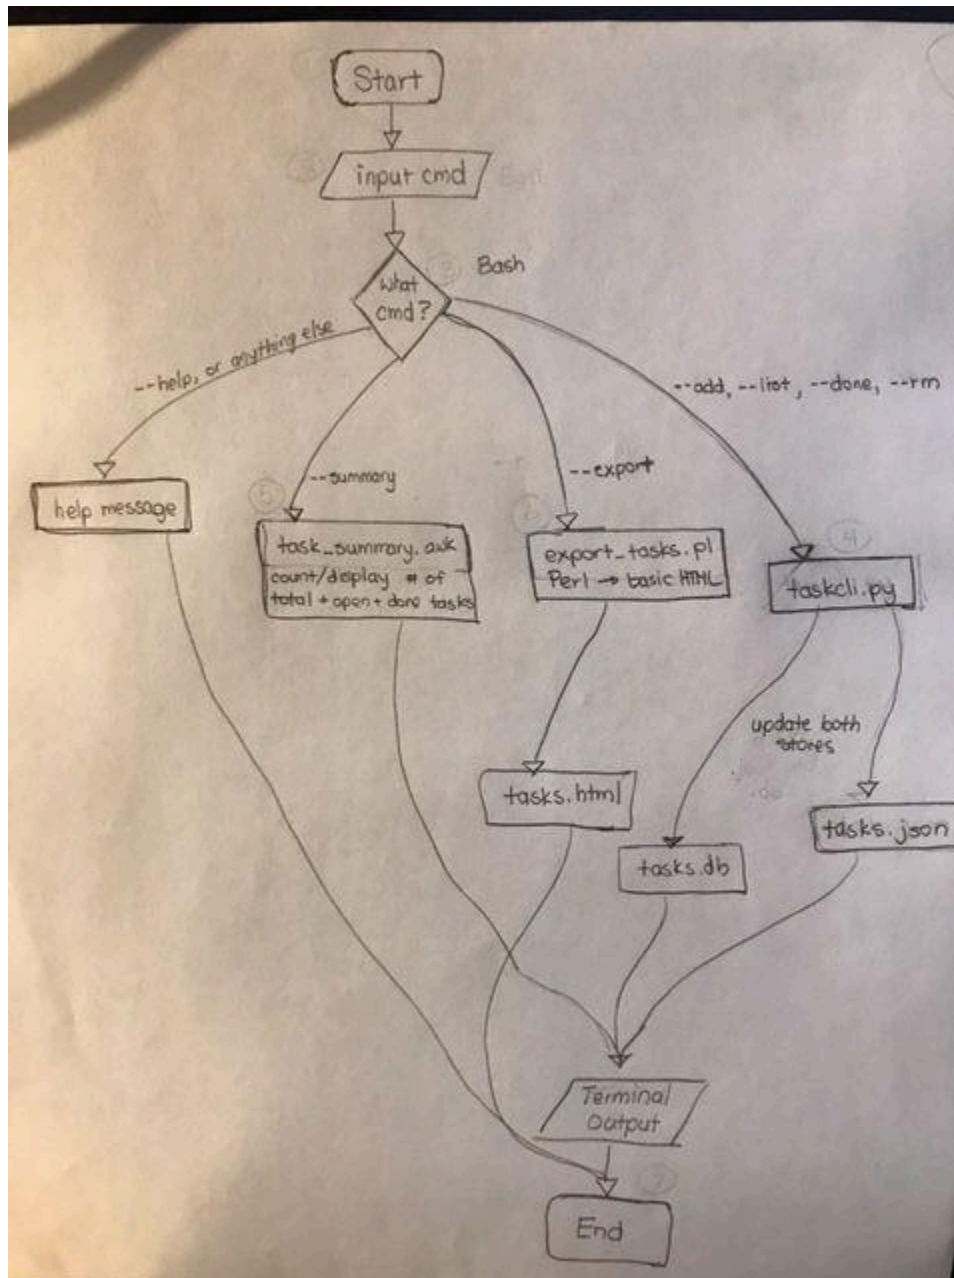 Start
input cmd
Bash
what
cmd?
--help, or anything else
--add, --list, --done, --rm
--summary
--export
help message
task_summary.awk
count/display # of
total + open + done tasks
export_tasks.pl
Perl → basic HTML
taskcli.py
update both
stores
tasks.html
tasks.json
tasks.db
Terminal
Output
End